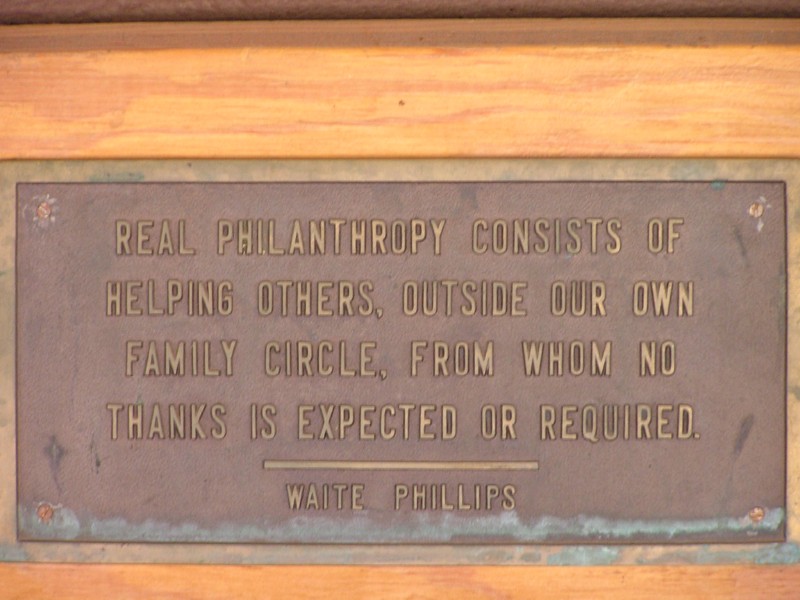 REAL PHILANTHROPY CONSISTS OF
HELPING OTHERS, OUTSIDE OUR OWN
FAMILY CIRCLE, FROM WHOM NO
THANKS IS EXPECTED OR REQUIRED.
WAITE PHILLIPS